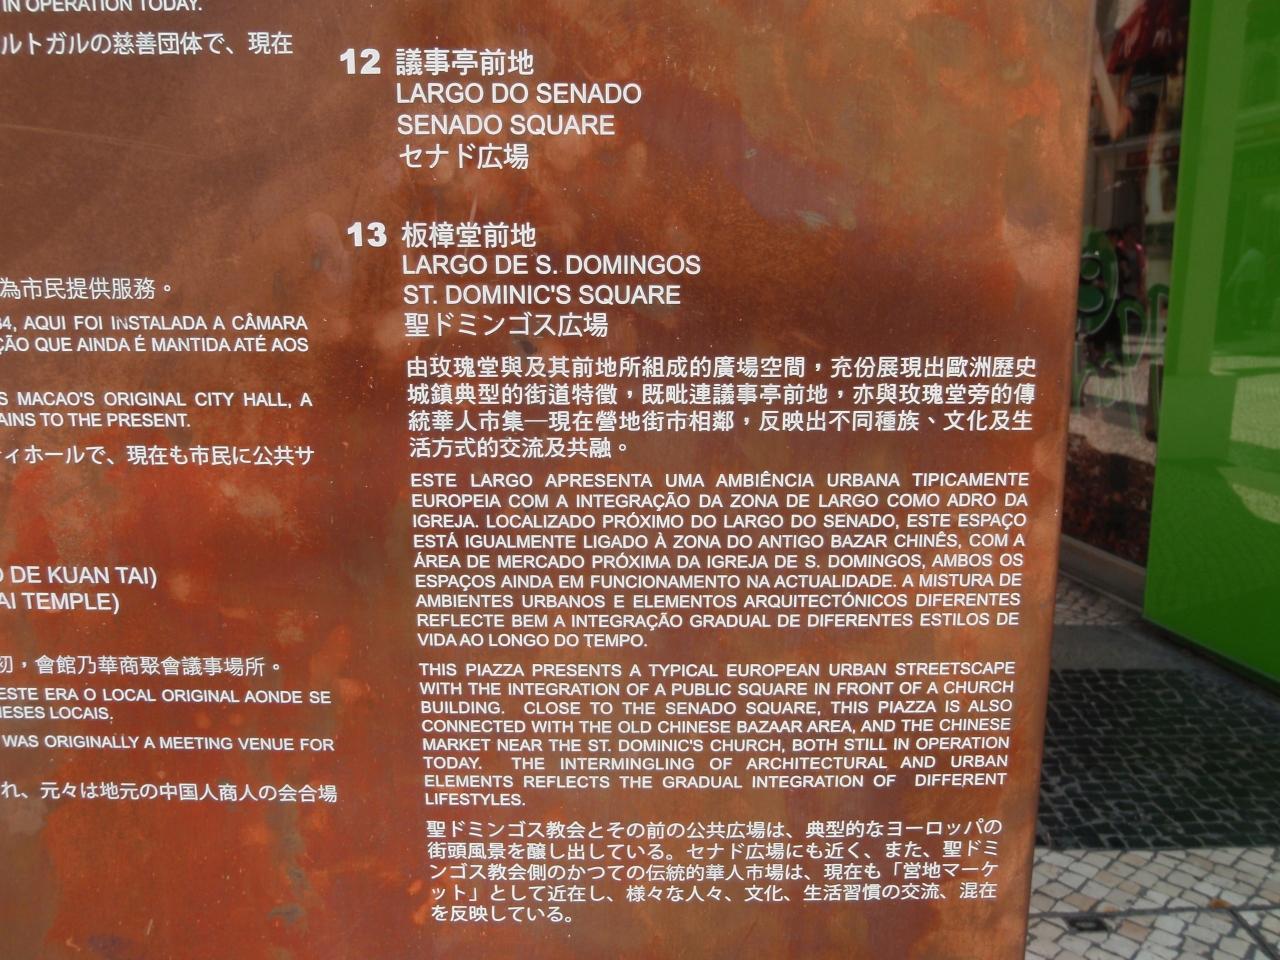 IN OPERATION TODAY.
ルトガルの慈善団体で、現在
為市民提供服務。
84, AQUI FOI INSTALADA A CÂMARA
ÇÃO QUE AINDA É MANTIDA ATÉ AOS
S MACAO'S ORIGINAL CITY HALL, A
AINS TO THE PRESENT.
ィホールで、現在も市民に公共サ
O DE KUAN TAI)
AI TEMPLE)
初，會館乃華商聚會議事場所。
ESTE ERA O LOCAL ORIGINAL AONDE SE
NESES LOCAIS.
WAS ORIGINALLY A MEETING VENUE FOR
れ、元々は地元の中国人商人の会合場
12 議事亭前地
LARGO DO SENADO
SENADO SQUARE
セナド広場
13 板樟堂前地
LARGO DE S. DOMINGOS
ST. DOMINIC'S SQUARE
聖ドミンゴス広場
由玫瑰堂與及其前地所組成的廣場空間，充份展現出歐洲歷史
城鎮典型的街道特徵，既毗連議事亭前地，亦與玫瑰堂旁的傳
統華人市集─現在營地街市相鄰，反映出不同種族、文化及生
活方式的交流及共融。
ESTE LARGO APRESENTA UMA AMBIÊNCIA URBANA TIPICAMENTE
EUROPEIA COM A INTEGRAÇÃO DA ZONA DE LARGO COMO ADRO DA
IGREJA. LOCALIZADO PRÓXIMO DO LARGO DO SENADO, ESTE ESPAÇO
ESTÁ IGUALMENTE LIGADO À ZONA DO ANTIGO BAZAR CHINÊS, COM A
ÁREA DE MERCADO PRÓXIMA DA IGREJA DE S. DOMINGOS, AMBOS OS
ESPAÇOS AINDA EM FUNCIONAMENTO NA ACTUALIDADE. A MISTURA DE
AMBIENTES URBANOS E ELEMENTOS ARQUITECTÓNICOS DIFERENTES
REFLECTE BEM A INTEGRAÇÃO GRADUAL DE DIFERENTES ESTILOS DE
VIDA AO LONGO DO TEMPO.
THIS PIAZZA PRESENTS A TYPICAL EUROPEAN URBAN STREETSCAPE
WITH THE INTEGRATION OF A PUBLIC SQUARE IN FRONT OF A CHURCH
BUILDING. CLOSE TO THE SENADO SQUARE, THIS PIAZZA IS ALSO
CONNECTED WITH THE OLD CHINESE BAZAAR AREA, AND THE CHINESE
MARKET NEAR THE ST. DOMINIC'S CHURCH, BOTH STILL IN OPERATION
TODAY. THE INTERMINGLING OF ARCHITECTURAL AND URBAN
ELEMENTS REFLECTS THE GRADUAL INTEGRATION OF DIFFERENT
LIFESTYLES.
聖ドミンゴス教会とその前の公共広場は、典型的なヨーロッパの
街頭風景を醸し出している。セナド広場にも近く、また、聖ドミ
ンゴス教会側のかつての伝統的華人市場は、現在も「営地マーケ
ット」として近在し、様々な人々、文化、生活習慣の交流、混在
を反映している。